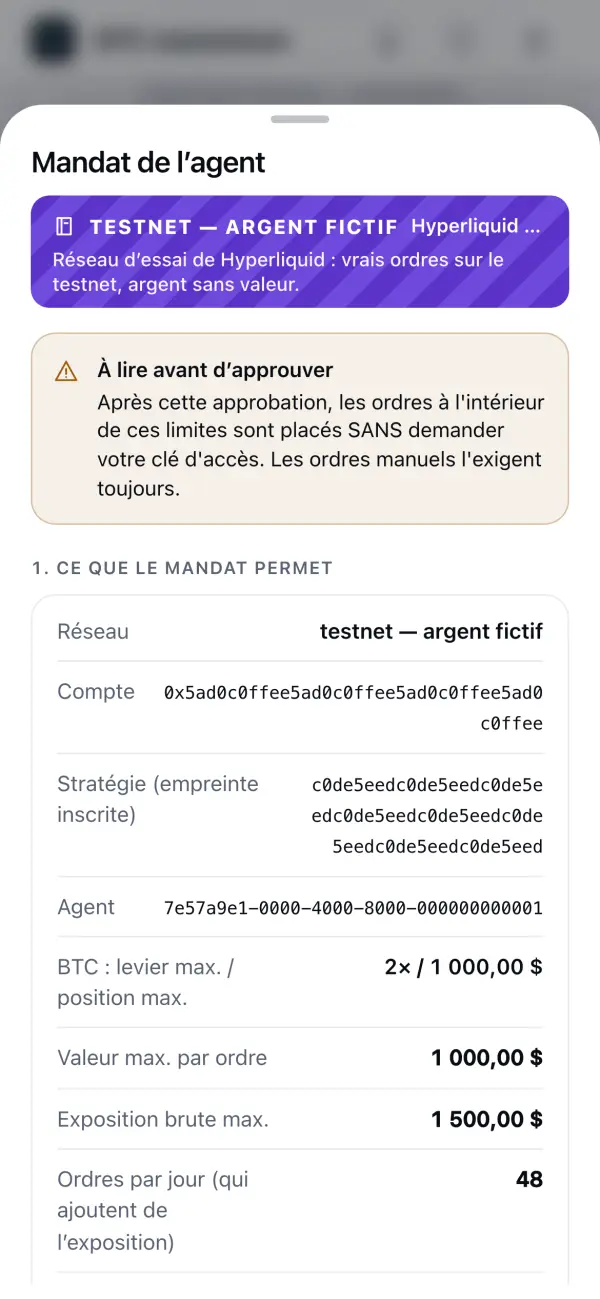 Mandat de l’agent
TESTNET — ARGENT FICTIF Hyperliquid ...
Réseau d’essai de Hyperliquid : vrais ordres sur le
testnet, argent sans valeur.
À lire avant d’approuver
Après cette approbation, les ordres à l'intérieur
de ces limites sont placés SANS demander
votre clé d'accès. Les ordres manuels l'exigent
toujours.
1. CE QUE LE MANDAT PERMET
Réseau testnet — argent fictif
Compte 0x5ad0c0ffee5ad0c0ffee5ad0c0ffee5ad0
c0ffee
Stratégie (empreinte c0de5eedc0de5eedc0de5e
inscrite) edc0de5eedc0de5eedc0de
5eedc0de5eedc0de5eed
Agent 7e57a9e1-0000-4000-8000-000000000001
BTC : levier max. / 2× / 1 000,00 $
position max.
Valeur max. par ordre 1 000,00 $
Exposition brute max. 1 500,00 $
Ordres par jour (qui 48
ajoutent de
l’exposition)